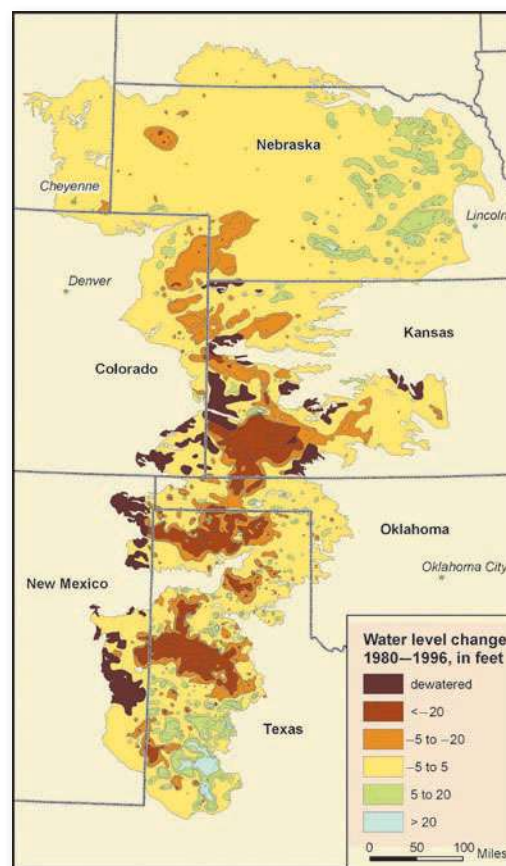 Nebraska
Cheyenne
Lincoln
Denver
Kansas
Colorado
Oklahoma
New Mexico
Oklahoma City
Texas
Water level change
1980—1996, in feet
dewatered
<–20
–5 to –20
–5 to 5
5 to 20
> 20
0 50 100
Miles